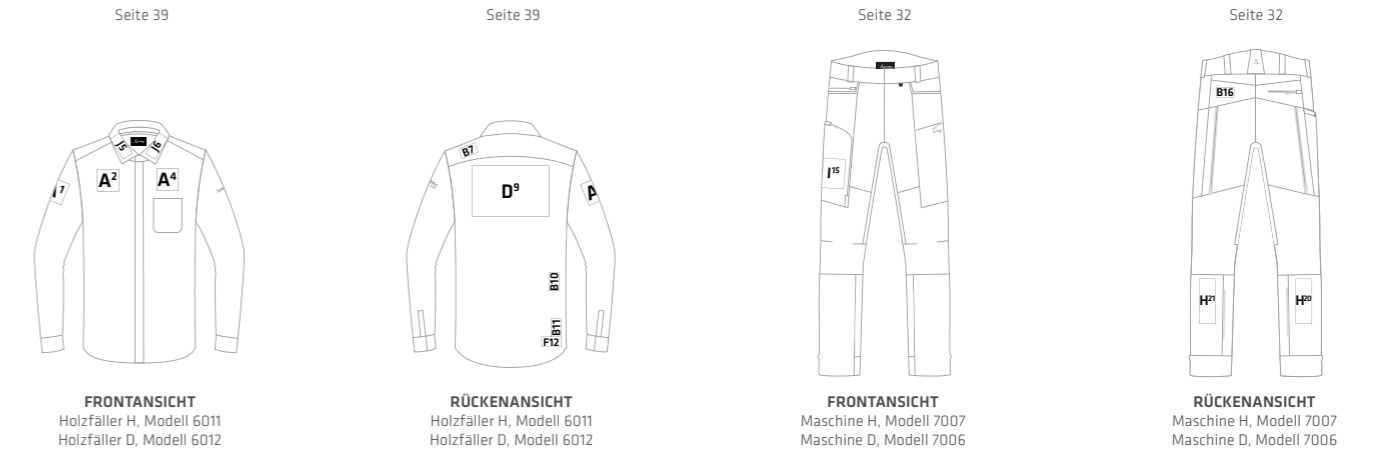 Seite 39
Seite 39
Seite 32
Seite 32
J5
J6
A²
A⁴
B7
D⁹
A
B10
B11
F12
I¹⁵
B16
H²¹
H²⁰
FRONTANSICHT
Holzfäller H, Modell 6011
Holzfäller D, Modell 6012
RÜCKENANSICHT
Holzfäller H, Modell 6011
Holzfäller D, Modell 6012
FRONTANSICHT
Maschine H, Modell 7007
Maschine D, Modell 7006
RÜCKENANSICHT
Maschine H, Modell 7007
Maschine D, Modell 7006